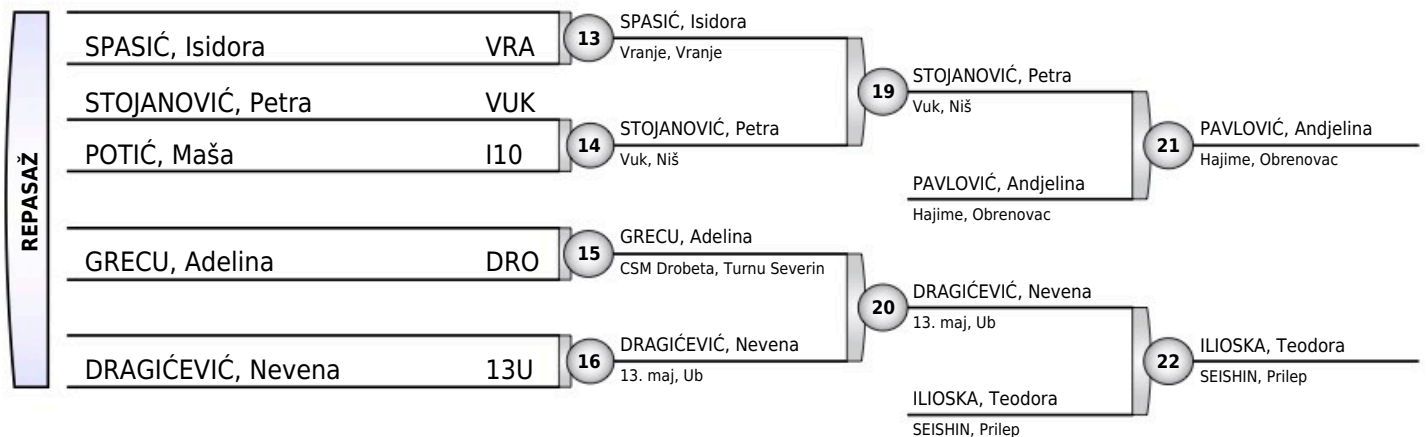 REPASAŽ
SPASIĆ, Isidora VRA
STOJANOVIĆ, Petra VUK
POTIĆ, Maša I10
GRECU, Adelina DRO
DRAGIĆEVIĆ, Nevena 13U
13
SPASIĆ, Isidora
Vranje, Vranje
14
STOJANOVIĆ, Petra
Vuk, Niš
15
GRECU, Adelina
CSM Drobeta, Turnu Severin
16
DRAGIĆEVIĆ, Nevena
13. maj, Ub
19
STOJANOVIĆ, Petra
Vuk, Niš
PAVLOVIĆ, Andjelina
Hajime, Obrenovac
20
DRAGIĆEVIĆ, Nevena
13. maj, Ub
ILIOSKA, Teodora
SEISHIN, Prilep
21
PAVLOVIĆ, Andjelina
Hajime, Obrenovac
22
ILIOSKA, Teodora
SEISHIN, Prilep